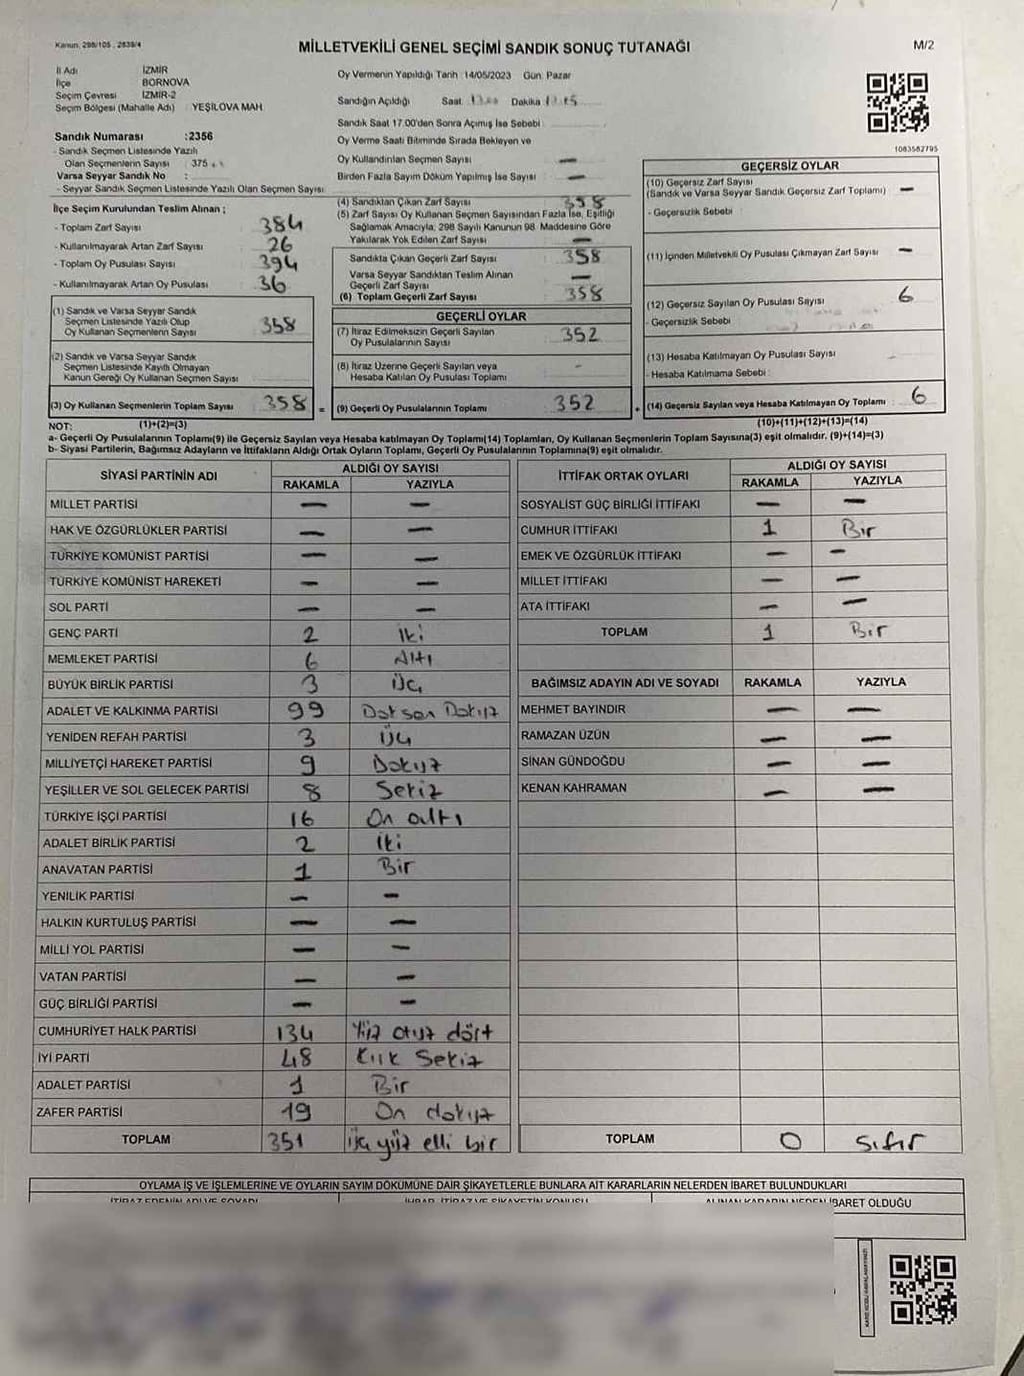 Kanun: 298/105 , 2839/4
MİLLETVEKİLİ GENEL SEÇİMİ SANDIK SONUÇ TUTANAĞI
M/2
İl Adı İZMİR
İlçe BORNOVA
Seçim Çevresi İZMİR-2
Seçim Bölgesi (Mahalle Adı) YEŞİLOVA MAH.
Sandık Numarası :2356
- Sandık Seçmen Listesinde Yazılı
Olan Seçmenlerin Sayısı : 375
Varsa Seyyar Sandık No :
- Seyyar Sandık Seçmen Listesinde Yazılı Olan Seçmen Sayısı:
Oy Vermenin Yapıldığı Tarih :14/05/2023 Gün: Pazar
Sandığın Açıldığı Saat: Dakika
Sandık Saat 17.00'den Sonra Açımış İse Sebebi :
Oy Verme Saati Bitiminde Sırada Bekleyen ve
Oy Kullandırılan Seçmen Sayısı —
Birden Fazla Sayım Döküm Yapılmış İse Sayısı : —
1083582795
İlçe Seçim Kurulundan Teslim Alınan ;
- Toplam Zarf Sayısı 384
- Kullanılmayarak Artan Zarf Sayısı 26
- Toplam Oy Pusulası Sayısı 394
- Kullanılmayarak Artan Oy Pusulası 36
(1) Sandık ve Varsa Seyyar Sandık
Seçmen Listesinde Yazılı Olup
Oy Kullanan Seçmenlerin Sayısı 358
(2) Sandık ve Varsa Seyyar Sandık
Seçmen Listesinde Kayıtlı Olmayan
Kanun Gereği Oy Kullanan Seçmen Sayısı
(3) Oy Kullanan Seçmenlerin Toplam Sayısı 358 =
(4) Sandıktan Çıkan Zarf Sayısı 358
(5) Zarf Sayısı Oy Kullanan Seçmen Sayısından Fazla İse, Eşitliği
Sağlamak Amacıyla, 298 Sayılı Kanunun 98. Maddesine Göre
Yakılarak Yok Edilen Zarf Sayısı —
Sandıkta Çıkan Geçerli Zarf Sayısı 358
Varsa Seyyar Sandıktan Teslim Alınan
Geçerli Zarf Sayısı —
(6) Toplam Geçerli Zarf Sayısı 358
GEÇERLİ OYLAR
(7) İtiraz Edilmeksizin Geçerli Sayılan
Oy Pusulalarının Sayısı 352
(8) İtiraz Üzerine Geçerli Sayılan veya
Hesaba Katılan Oy Pusulası Toplamı -
(9) Geçerli Oy Pusulalarının Toplamı 352 +
GEÇERSİZ OYLAR
(10) Geçersiz Zarf Sayısı
(Sandık ve Varsa Seyyar Sandık Geçersiz Zarf Toplamı) —
- Geçersizlik Sebebi :
(11) İçinden Milletvekili Oy Pusulası Çıkmayan Zarf Sayısı —
(12) Geçersiz Sayılan Oy Pusulası Sayısı 6
- Geçersizlik Sebebi :
(13) Hesaba Katılmayan Oy Pusulası Sayısı
- Hesaba Katılmama Sebebi :
(14) Geçersiz Sayılan veya Hesaba Katılmayan Oy Toplamı 6
NOT: (1)+(2)=(3) (10)+(11)+(12)+(13)=(14)
a- Geçerli Oy Pusulalarının Toplamı(9) ile Geçersiz Sayılan veya Hesaba katılmayan Oy Toplamı(14) Toplamları, Oy Kullanan Seçmenlerin Toplam Sayısına(3) eşit olmalıdır. (9)+(14)=(3)
b- Siyasi Partilerin, Bağımsız Adayların ve İttifakların Aldığı Ortak Oyların Toplamı, Geçerli Oy Pusulalarının Toplamına(9) eşit olmalıdır.
SİYASİ PARTİNİN ADI ALDIĞI OY SAYISI
RAKAMLA YAZIYLA
MİLLET PARTİSİ — —
HAK VE ÖZGÜRLÜKLER PARTİSİ — —
TÜRKİYE KOMÜNİST PARTİSİ — —
TÜRKİYE KOMÜNİST HAREKETİ — —
SOL PARTİ — —
GENÇ PARTİ 2 İki
MEMLEKET PARTİSİ 6 Altı
BÜYÜK BİRLİK PARTİSİ 3 Üç
ADALET VE KALKINMA PARTİSİ 99 Doksan Dokuz
YENİDEN REFAH PARTİSİ 3 Üç
MİLLİYETÇİ HAREKET PARTİSİ 9 Dokuz
YEŞİLLER VE SOL GELECEK PARTİSİ 8 Sekiz
TÜRKİYE İŞÇİ PARTİSİ 16 On altı
ADALET BİRLİK PARTİSİ 2 İki
ANAVATAN PARTİSİ 1 Bir
YENİLİK PARTİSİ — —
HALKIN KURTULUŞ PARTİSİ — —
MİLLİ YOL PARTİSİ — —
VATAN PARTİSİ — —
GÜÇ BİRLİĞİ PARTİSİ — —
CUMHURİYET HALK PARTİSİ 134 Yüz otuz dört
İYİ PARTİ 48 Kırk Sekiz
ADALET PARTİSİ 1 Bir
ZAFER PARTİSİ 19 On dokuz
TOPLAM 351 üç yüz elli bir
İTTİFAK ORTAK OYLARI ALDIĞI OY SAYISI
RAKAMLA YAZIYLA
SOSYALİST GÜÇ BİRLİĞİ İTTİFAKI — —
CUMHUR İTTİFAKI 1 Bir
EMEK VE ÖZGÜRLÜK İTTİFAKI — —
MİLLET İTTİFAKI — —
ATA İTTİFAKI — —
TOPLAM 1 Bir
BAĞIMSIZ ADAYIN ADI VE SOYADI RAKAMLA YAZIYLA
MEHMET BAYINDIR — —
RAMAZAN ÜZÜN — —
SİNAN GÜNDOĞDU — —
KENAN KAHRAMAN — —
TOPLAM 0 Sıfır
OYLAMA İŞ VE İŞLEMLERİNE VE OYLARIN SAYIM DÖKÜMÜNE DAİR ŞİKAYETLERLE BUNLARA AİT KARARLARIN NELERDEN İBARET BULUNDUKLARI
İTİRAZ EDENİN ADI VE SOYADI İHBAR, İTİRAZ VE ŞİKAYETİN KONUSU ALINAN KARARIN NEDEN İBARET OLDUĞU